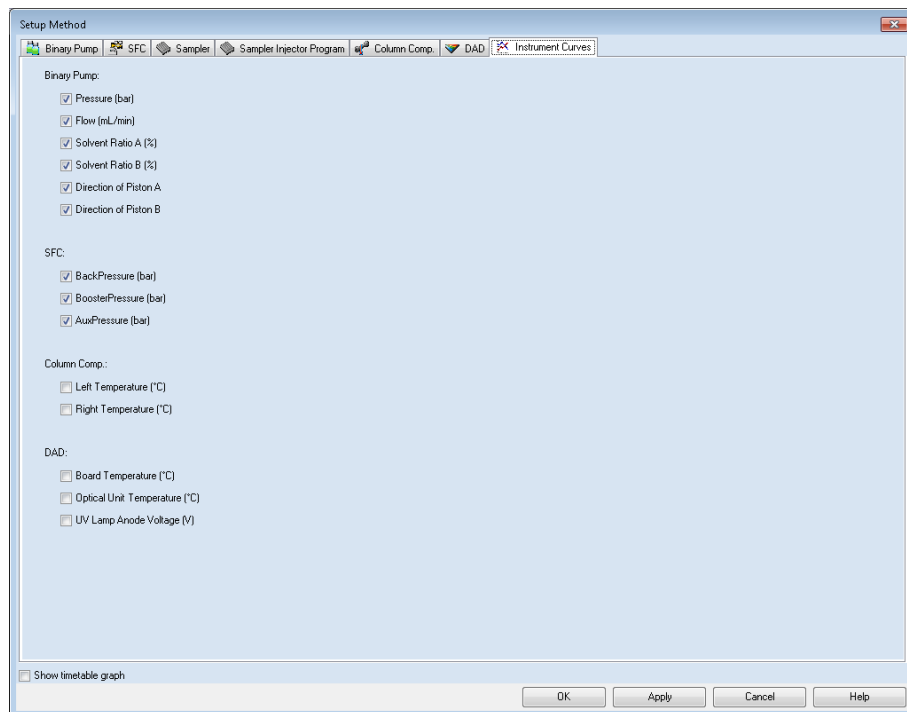 Setup Method
Binary Pump SFC Sampler Sampler Injector Program Column Comp. DAD Instrument Curves
Binary Pump:
Pressure (bar)
Flow (mL/min)
Solvent Ratio A (%)
Solvent Ratio B (%)
Direction of Piston A
Direction of Piston B
SFC:
BackPressure (bar)
BoosterPressure (bar)
AuxPressure (bar)
Column Comp.:
Left Temperature (°C)
Right Temperature (°C)
DAD:
Board Temperature (°C)
Optical Unit Temperature (°C)
UV Lamp Anode Voltage (V)
Show timetable graph
OK Apply Cancel Help